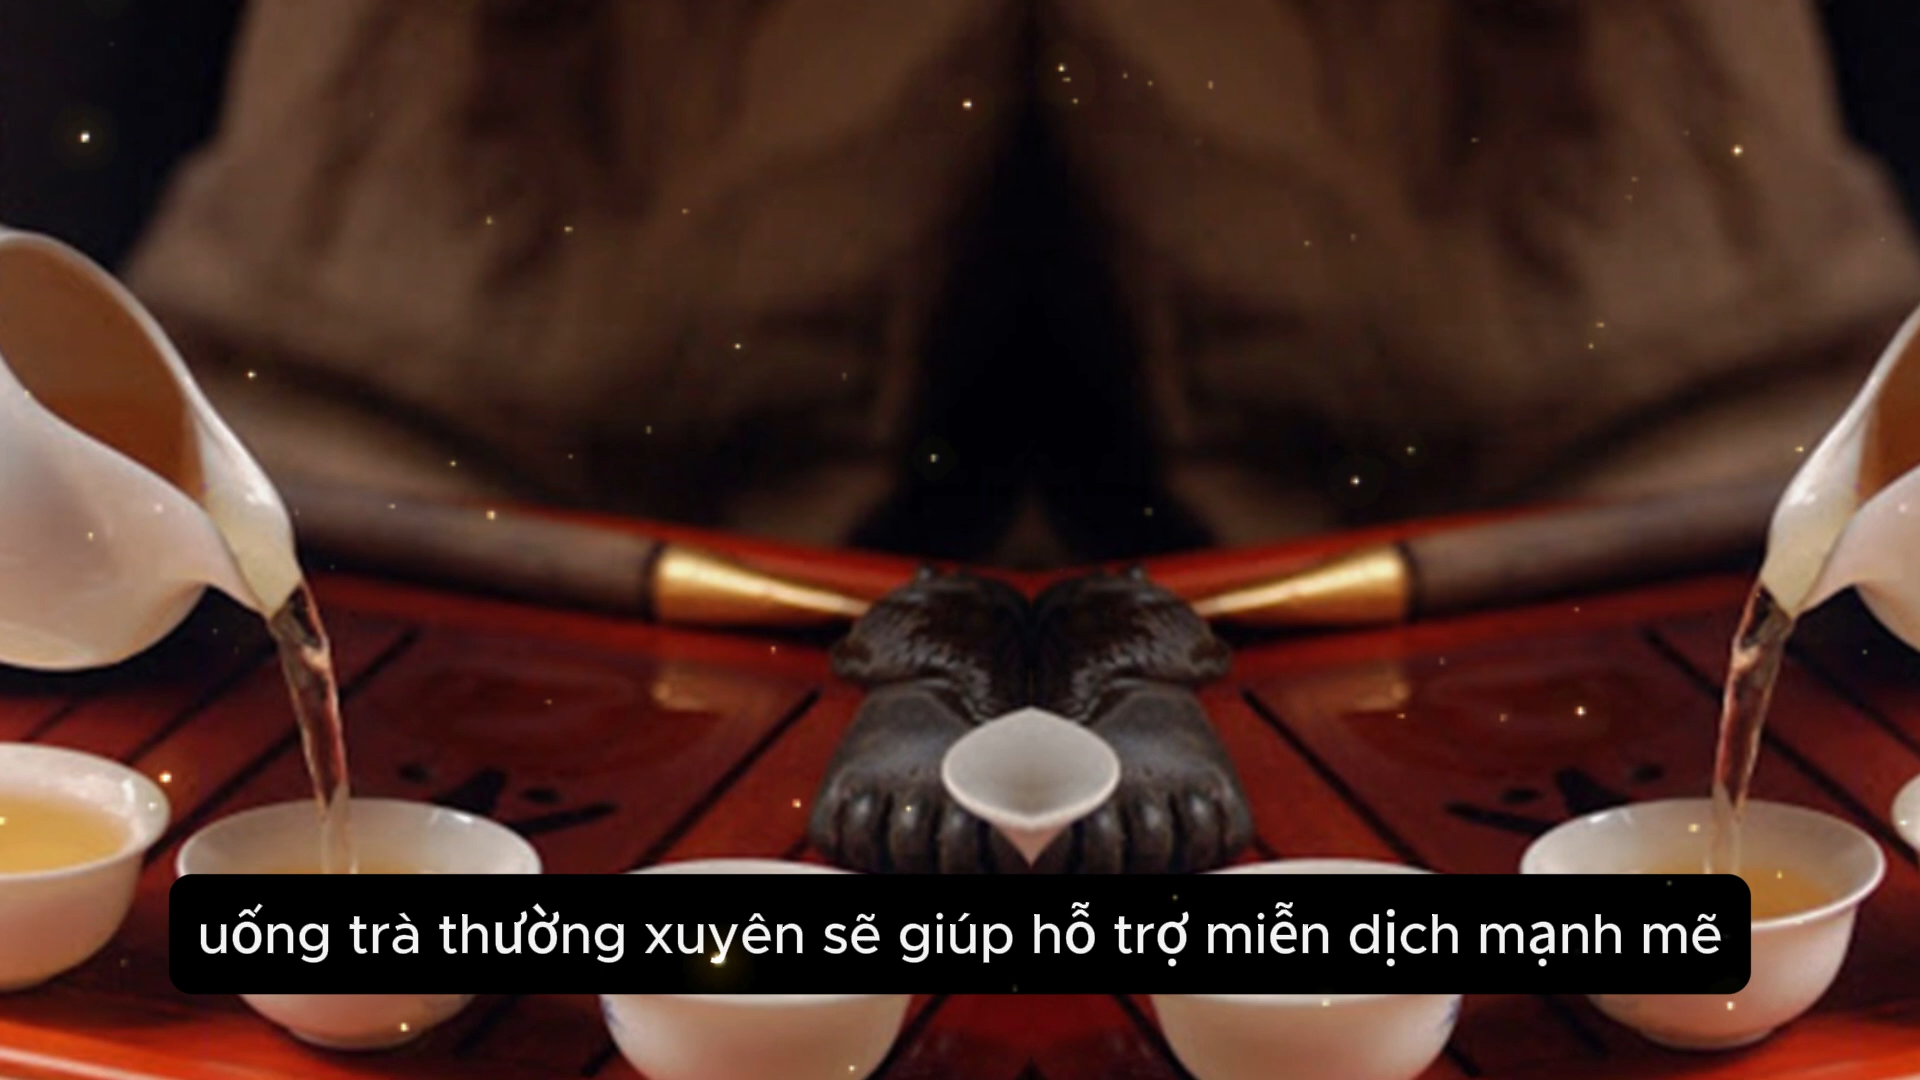 uống trà thường xuyên sẽ giúp hỗ trợ miễn dịch mạnh mẽ